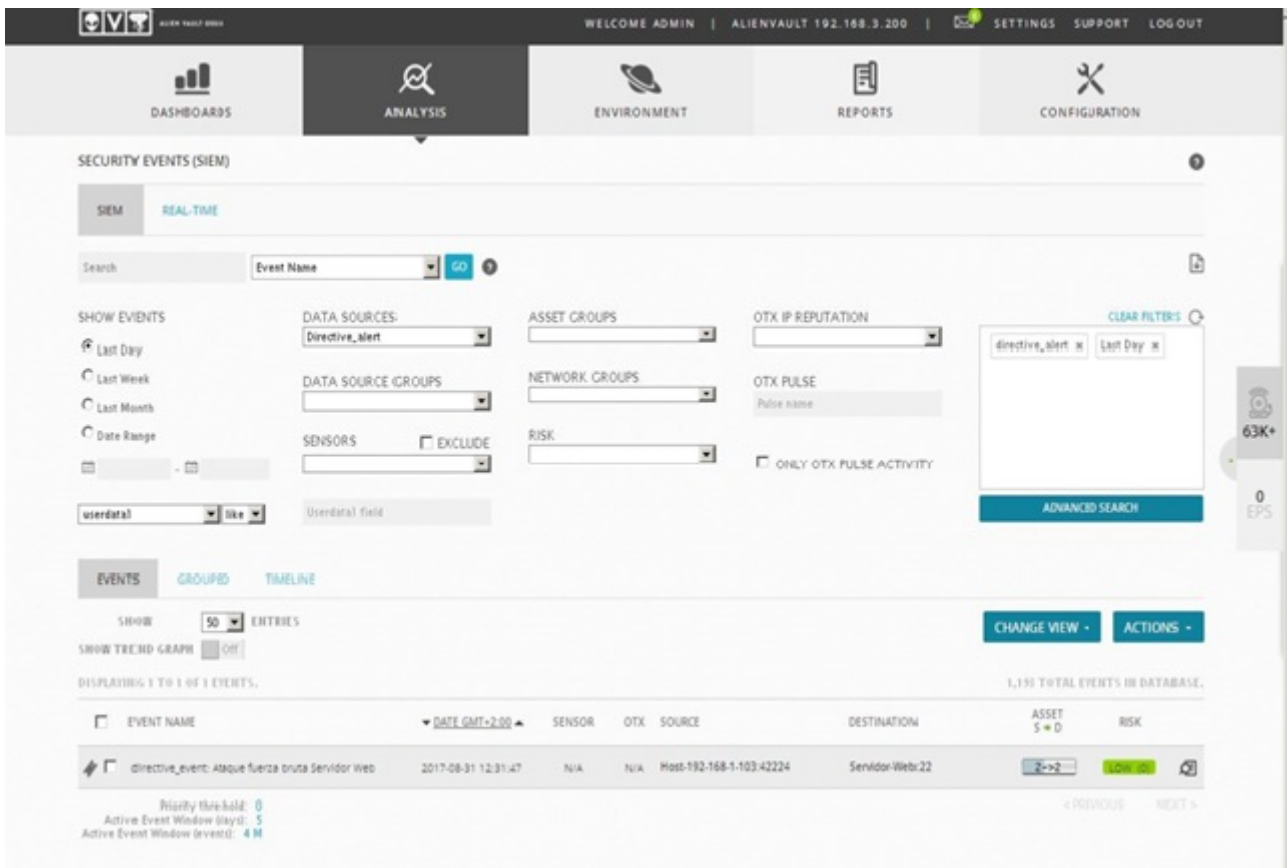 ALIEN VAULT OSSIM
WELCOME ADMIN | ALIENVAULT 192.168.3.200 | SETTINGS SUPPORT LOGOUT
DASHBOARDS ANALYSIS ENVIRONMENT REPORTS CONFIGURATION
SECURITY EVENTS (SIEM)
SIEM REAL-TIME
Search Event Name GO
SHOW EVENTS DATA SOURCES: ASSET GROUPS OTX IP REPUTATION CLEAR FILTERS
Last Day Directive_alert directive_alert Last Day
Last Week DATA SOURCE GROUPS NETWORK GROUPS OTX PULSE
Last Month Pulse name
Date Range SENSORS EXCLUDE RISK
ONLY OTX PULSE ACTIVITY
63K+
0
EPS
userdata1 like Userdata1 field ADVANCED SEARCH
EVENTS GROUPED TIMELINE
SHOW 50 ENTRIES CHANGE VIEW ACTIONS
SHOW TREND GRAPH Off
DISPLAYING 1 TO 1 OF 1 EVENTS. TOTAL EVENTS IN DATABASE.
EVENT NAME DATE GMT+2:00 SENSOR OTX SOURCE DESTINATION ASSET S D RISK
directive_event: Ataque fuerza bruta Servidor Web 2017-08-31 12:31:47 N/A N/A Host-192-168-1-103:42224 Servidor-Web:22 2->2 LOW (0)
Priority threshold: 0 < PREVIOUS NEXT >
Active Event Window (days): 5
Active Event Window (events): 4 M